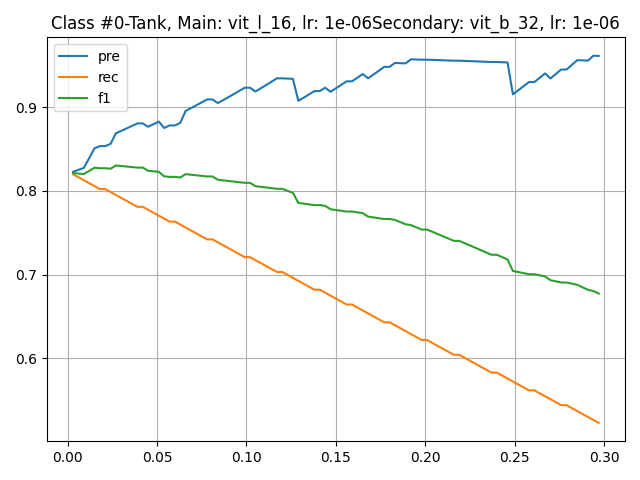 Class #0-Tank, Main: vit_l_16, lr: 1e-06Secondary: vit_b_32, lr: 1e-06
pre
rec
f1
0.9
0.8
0.7
0.6
0.00 0.05 0.10 0.15 0.20 0.25 0.30